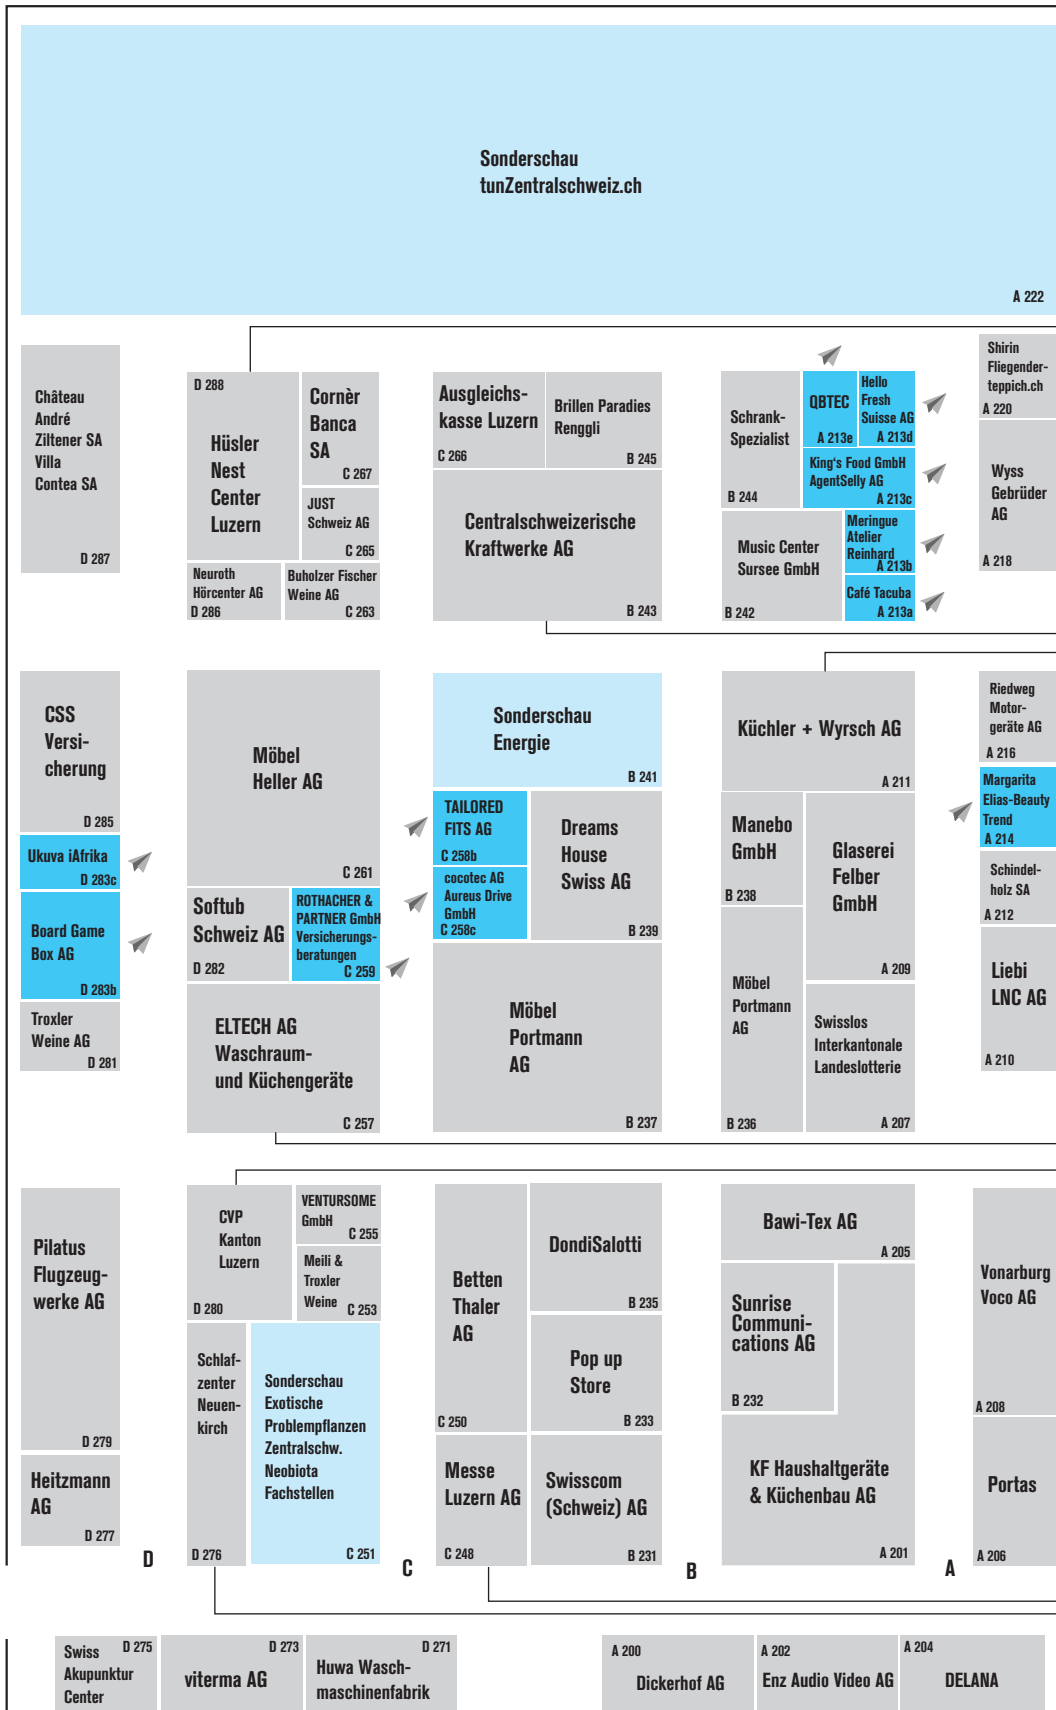 Sonderschau
tunZentralschweiz.ch
A 222
Château
André
Ziltener SA
Villa
Contea SA
D 287
D 288
Hüsler
Nest
Center
Luzern
Cornèr
Banca
SA
C 267
JUST
Schweiz AG
C 265
Neuroth
Hörcenter AG
D 286
Buholzer Fischer
Weine AG
C 263
Ausgleichs-
kasse Luzern
C 266
Brillen Paradies
Renggli
B 245
Centralschweizerische
Kraftwerke AG
B 243
Schrank-
Spezialist
B 244
QBTEC
A 213e
Hello
Fresh
Suisse AG
A 213d
King's Food GmbH
AgentSelly AG
A 213c
Music Center
Sursee GmbH
B 242
Meringue
Atelier
Reinhard
A 213b
Café Tacuba
A 213a
Shirin
Fliegender-
teppich.ch
A 220
Wyss
Gebrüder
AG
A 218
CSS
Versi-
cherung
D 285
Ukuva iAfrika
D 283c
Board Game
Box AG
D 283b
Troxler
Weine AG
D 281
Möbel
Heller AG
C 261
Softub
Schweiz AG
D 282
ROTHACHER &
PARTNER GmbH
Versicherungs-
beratungen
C 259
ELTECH AG
Waschraum-
und Küchengeräte
C 257
Sonderschau
Energie
B 241
TAILORED
FITS AG
C 258b
cocotec AG
Aureus Drive
GmbH
C 258c
Dreams
House
Swiss AG
B 239
Möbel
Portmann
AG
B 237
Küchler + Wyrsch AG
A 211
Manebo
GmbH
B 238
Glaserei
Felber
GmbH
A 209
Möbel
Portmann
AG
B 236
Swisslos
Interkantonale
Landeslotterie
A 207
Riedweg
Motor-
geräte AG
A 216
Margarita
Elias-Beauty
Trend
A 214
Schindel-
holz SA
A 212
Liebi
LNC AG
A 210
Pilatus
Flugzeug-
werke AG
D 279
Heitzmann
AG
D 277
D
CVP
Kanton
Luzern
D 280
VENTURSOME
GmbH
C 255
Meili &
Troxler
Weine
C 253
Schlaf-
zenter
Neuen-
kirch
D 276
Sonderschau
Exotische
Problempflanzen
Zentralschw.
Neobiota
Fachstellen
C 251
C
Betten
Thaler
AG
C 250
DondiSalotti
B 235
Pop up
Store
B 233
Messe
Luzern AG
C 248
Swisscom
(Schweiz) AG
B 231
B
Bawi-Tex AG
A 205
Sunrise
Communi-
cations AG
B 232
KF Haushaltgeräte
& Küchenbau AG
A 201
A
Vonarburg
Voco AG
A 208
Portas
A 206
Swiss
Akupunktur
Center
D 275
D 273
viterma AG
D 271
Huwa Wasch-
maschinenfabrik
A 200
Dickerhof AG
A 202
Enz Audio Video AG
A 204
DELANA